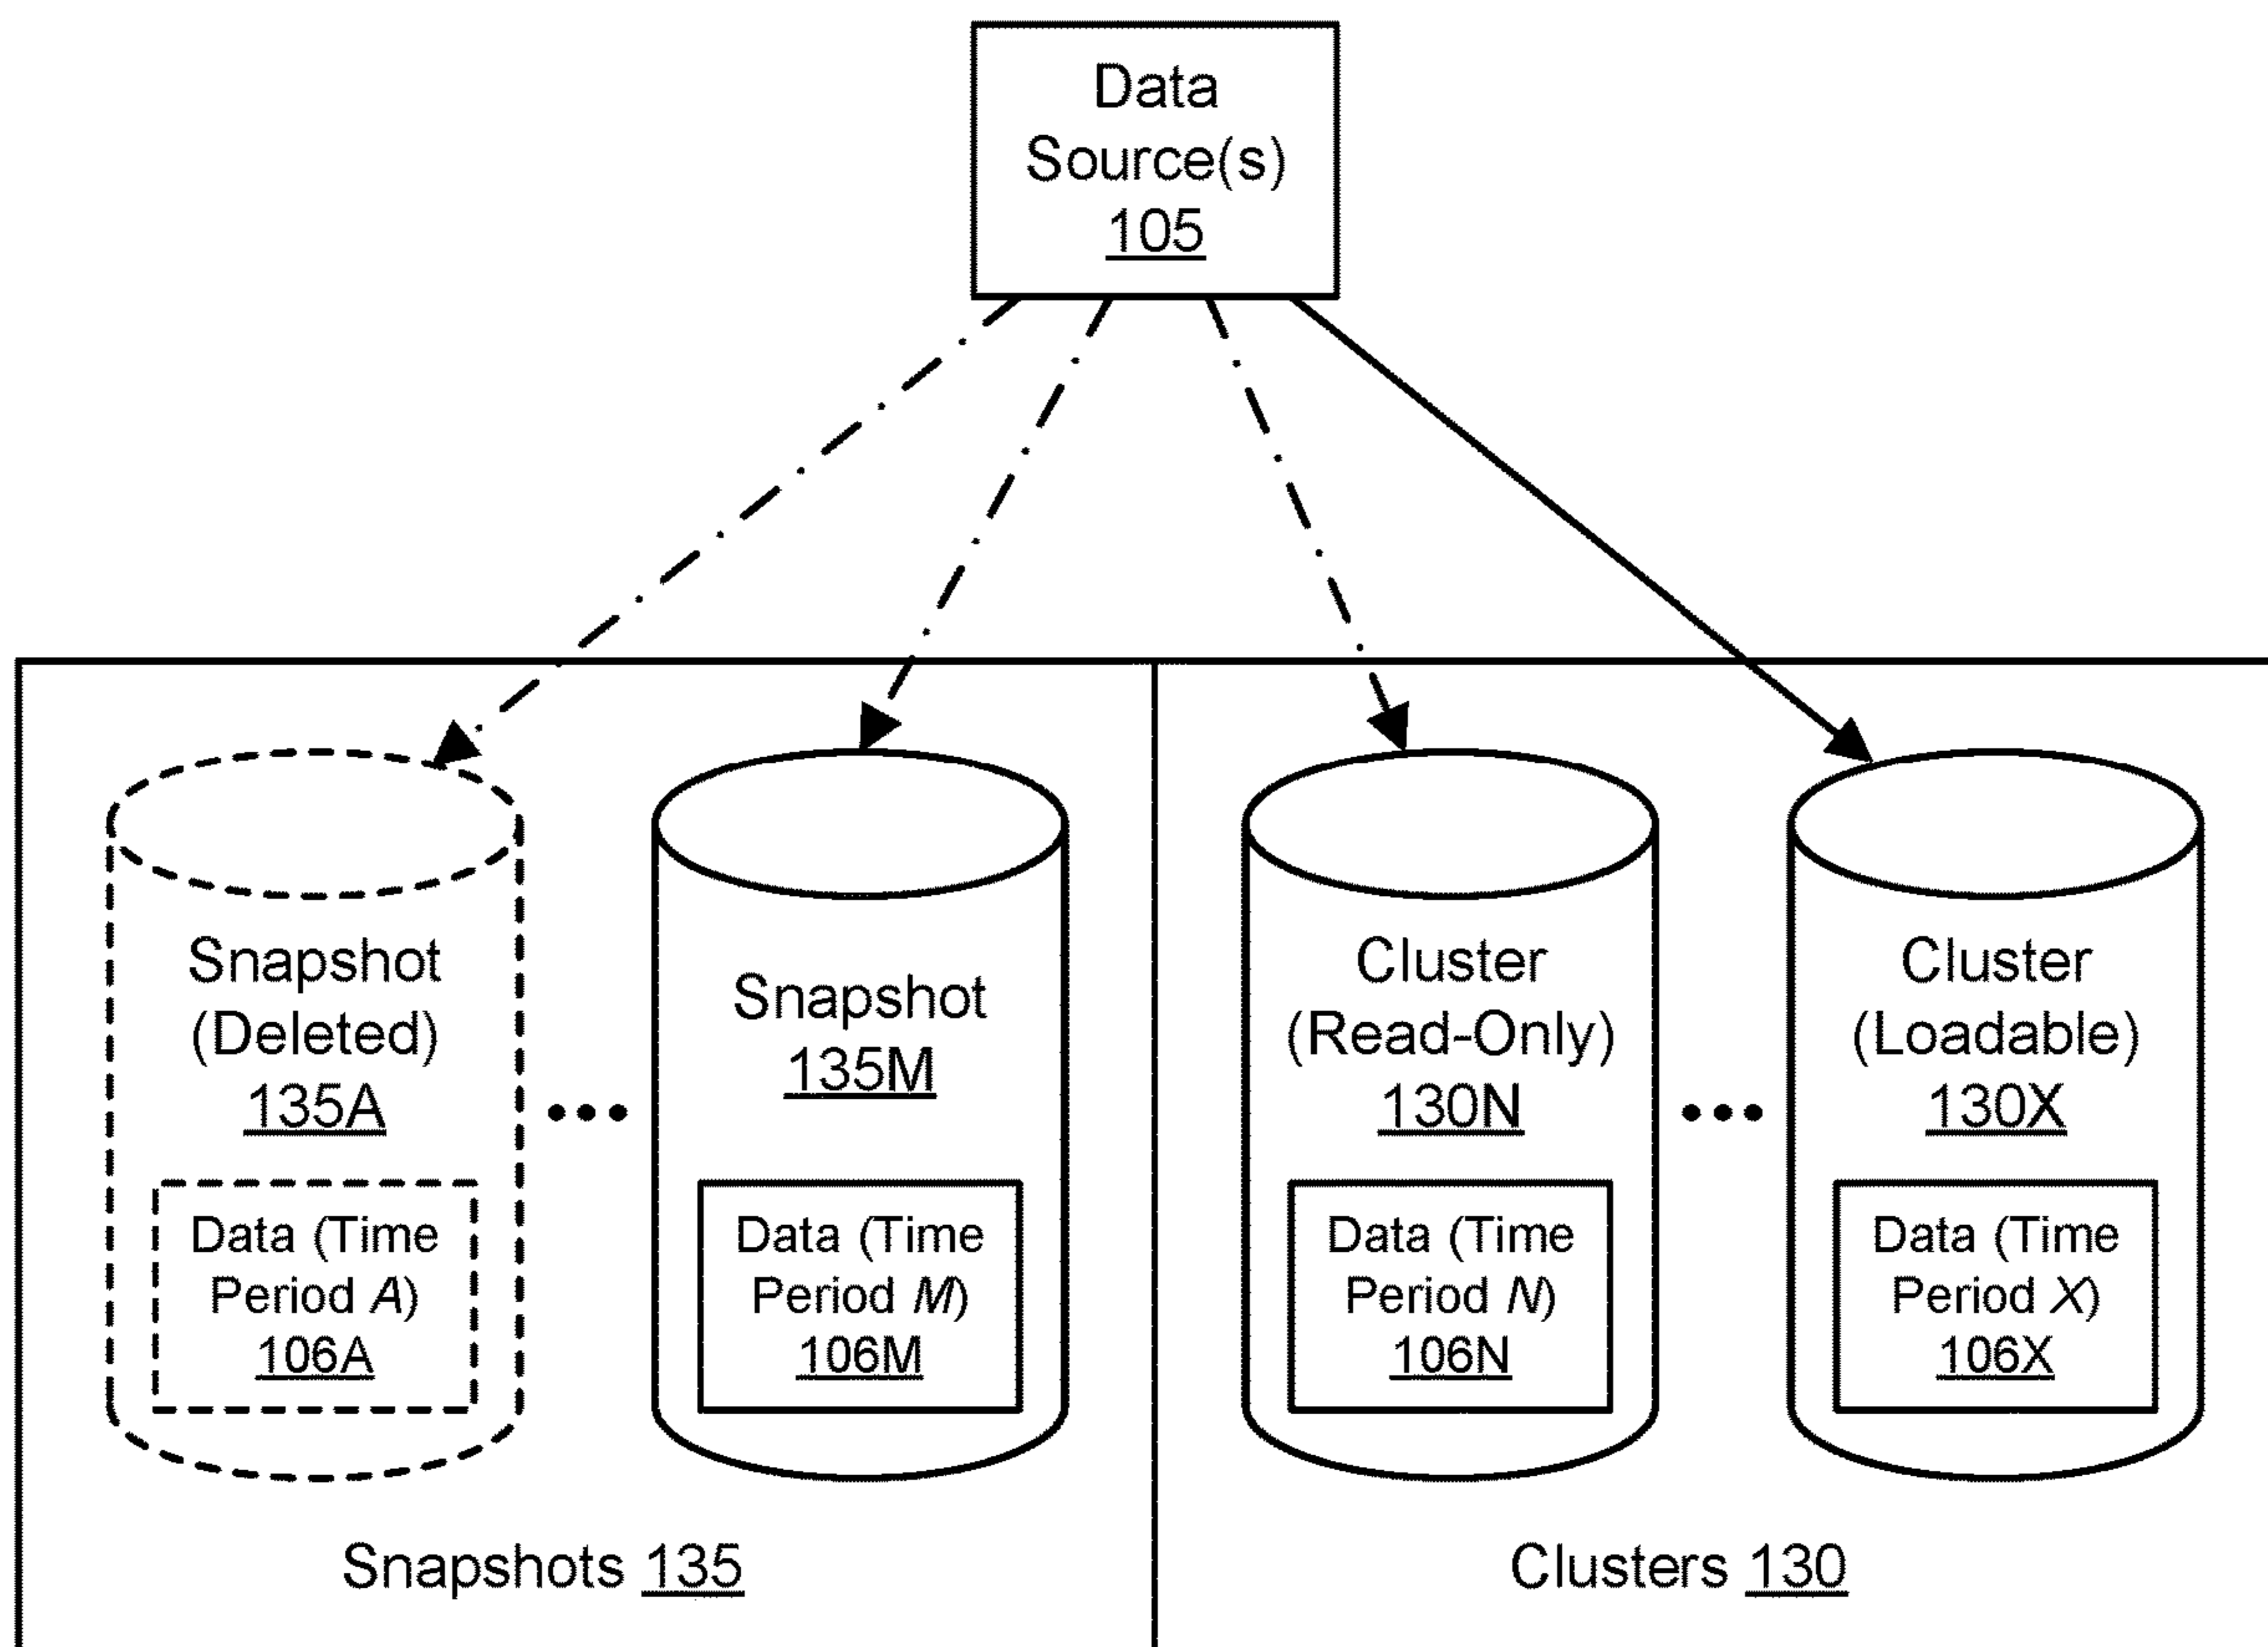 Data
Source(s)
105
Snapshot
(Deleted)
135A
Data (Time
Period A)
106A
Snapshot
135M
Data (Time
Period M)
106M
Cluster
(Read-Only)
130N
Data (Time
Period N)
106N
Cluster
(Loadable)
130X
Data (Time
Period X)
106X
Snapshots 135
Clusters 130